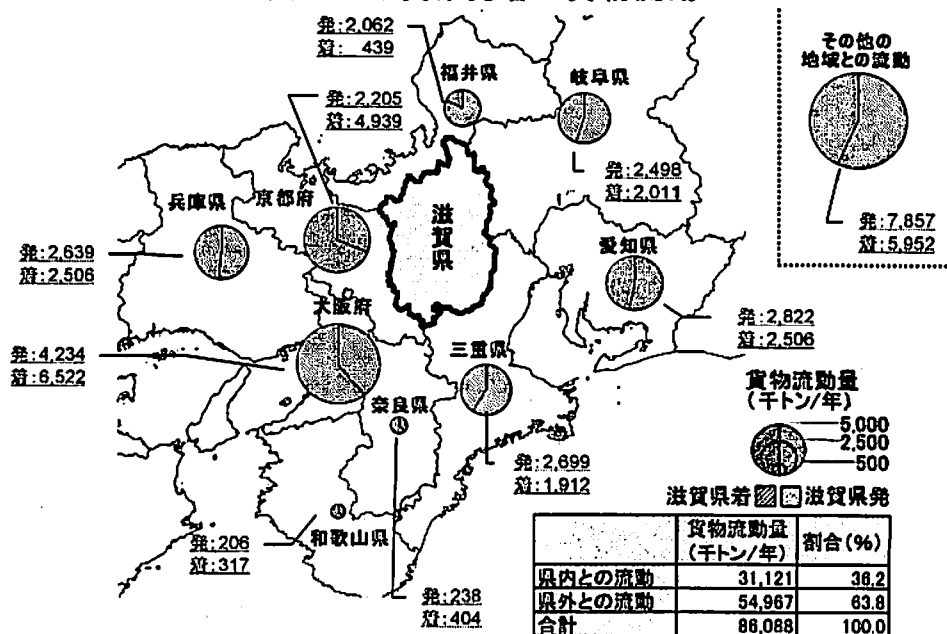 発:2,062
着: 439
福井県
岐阜県
発:2,205
着:4,939
発:2,498
着:2,011
その他の
地域との流動
発:7,857
着:5,952
兵庫県
京都府
滋賀県
愛知県
発:2,639
着:2,506
発:2,822
着:2,506
大阪府
発:4,234
着:6,522
三重県
奈良県
発:2,699
着:1,912
貨物流動量
(千トン/年)
5,000
2,500
500
滋賀県着 滋賀県発
和歌山県
発:206
着:317
発:238
着:404
貨物流動量
(千トン/年) 割合(%)
県内との流動 31,121 36.2
県外との流動 54,967 63.8
合計 86,088 100.0